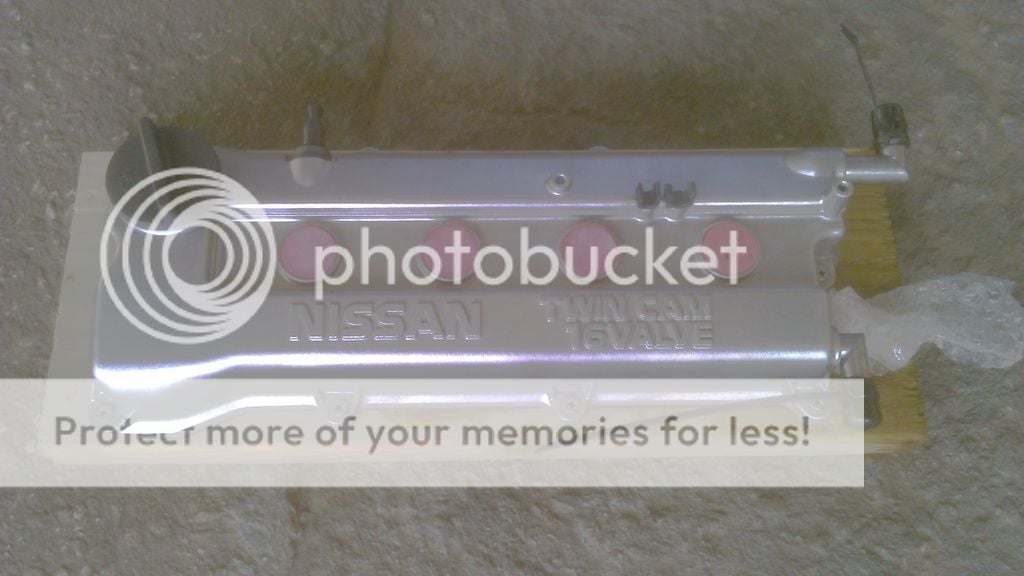 photobucket
NISSAN
TWIN CAM
16VALVE
Protect more of your memories for less!